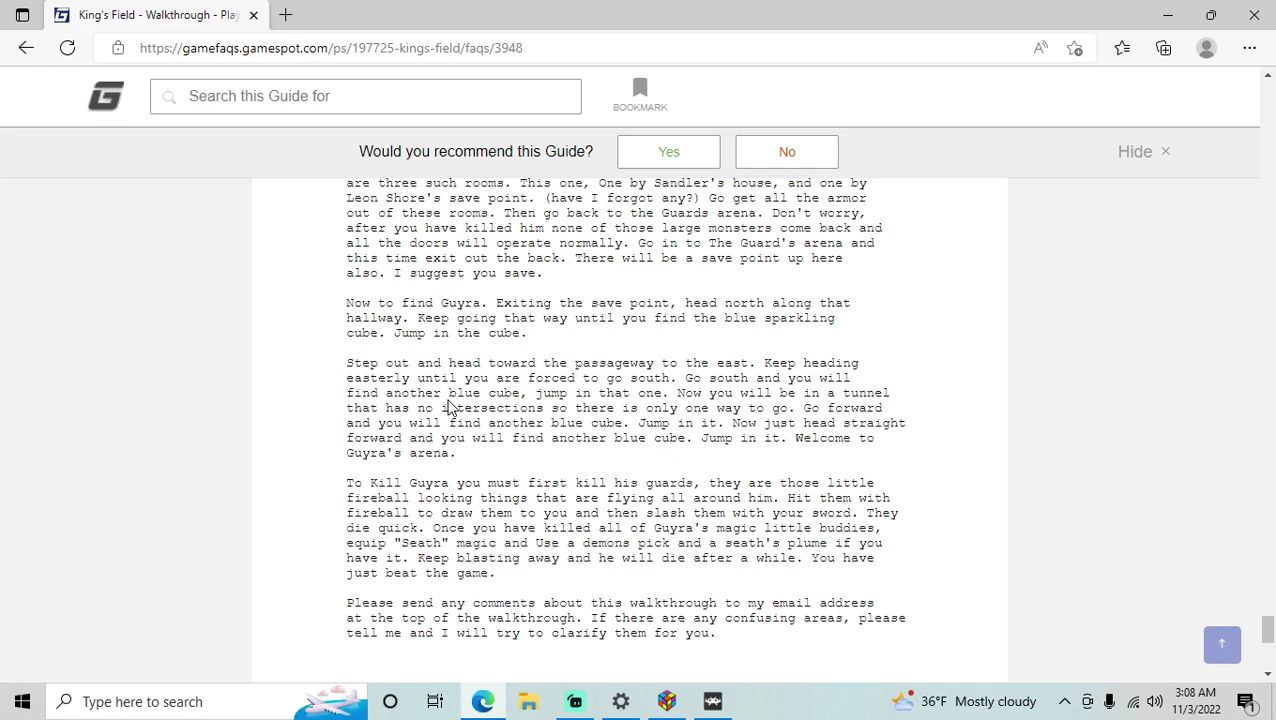 King's Field - Walkthrough - Play
https://gamefaqs.gamespot.com/ps/197725-kings-field/faqs/3948
Search this Guide for
BOOKMARK
Would you recommend this Guide?
Yes
No
Hide ×
are three such rooms. This one, One by Sandler's house, and one by
Leon Shore's save point. (have I forgot any?) Go get all the armor
out of these rooms. Then go back to the Guards arena. Don't worry,
after you have killed him none of those large monsters come back and
all the doors will operate normally. Go in to The Guard's arena and
this time exit out the back. There will be a save point up here
also. I suggest you save.
Now to find Guyra. Exiting the save point, head north along that
hallway. Keep going that way until you find the blue sparkling
cube. Jump in the cube.
Step out and head toward the passageway to the east. Keep heading
easterly until you are forced to go south. Go south and you will
find another blue cube, jump in that one. Now you will be in a tunnel
that has no intersections so there is only one way to go. Go forward
and you will find another blue cube. Jump in it. Now just head straight
forward and you will find another blue cube. Jump in it. Welcome to
Guyra's arena.
To Kill Guyra you must first kill his guards, they are those little
fireball looking things that are flying all around him. Hit them with
fireball to draw them to you and then slash them with your sword. They
die quick. Once you have killed all of Guyra's magic little buddies,
equip "Seath" magic and Use a demons pick and a seath's plume if you
have it. Keep blasting away and he will die after a while. You have
just beat the game.
Please send any comments about this walkthrough to my email address
at the top of the walkthrough. If there are any confusing areas, please
tell me and I will try to clarify them for you.
Type here to search
36°F Mostly cloudy
3:08 AM
11/3/2022
1